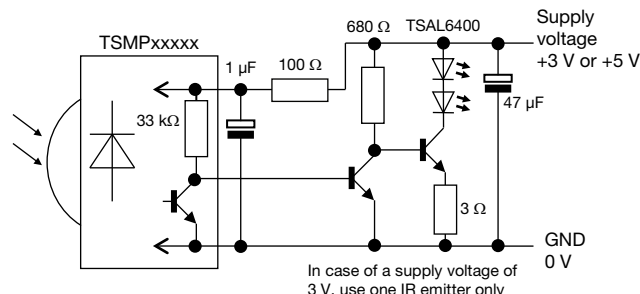 TSMPxxxxx
680 Ω
TSAL6400
Supply
voltage
+3 V or +5 V
1 µF
100 Ω
33 kΩ
47 µF
3 Ω
GND
0 V
In case of a supply voltage of
3 V, use one IR emitter only